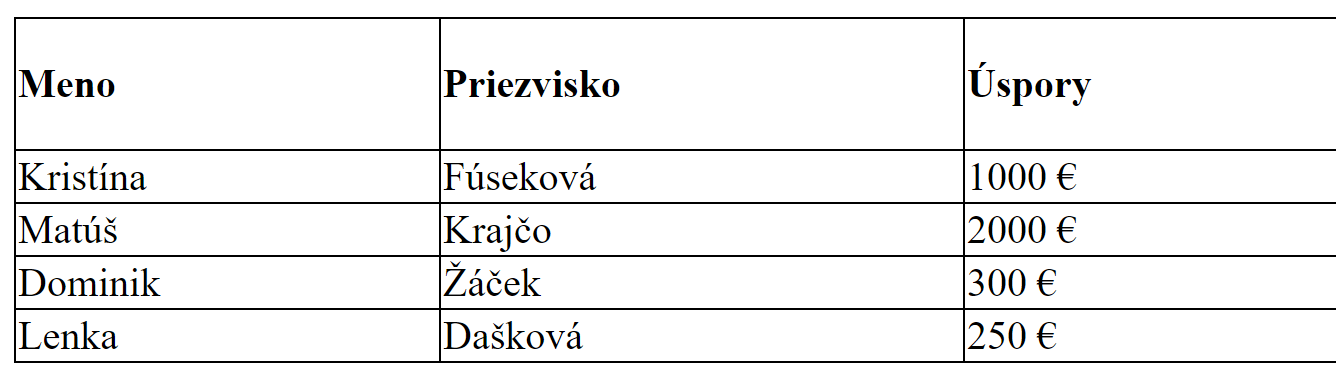 Meno Priezvisko Úspory
Kristína Fúseková 1000 €
Matúš Krajčo 2000 €
Dominik Žáček 300 €
Lenka Dašková 250 €